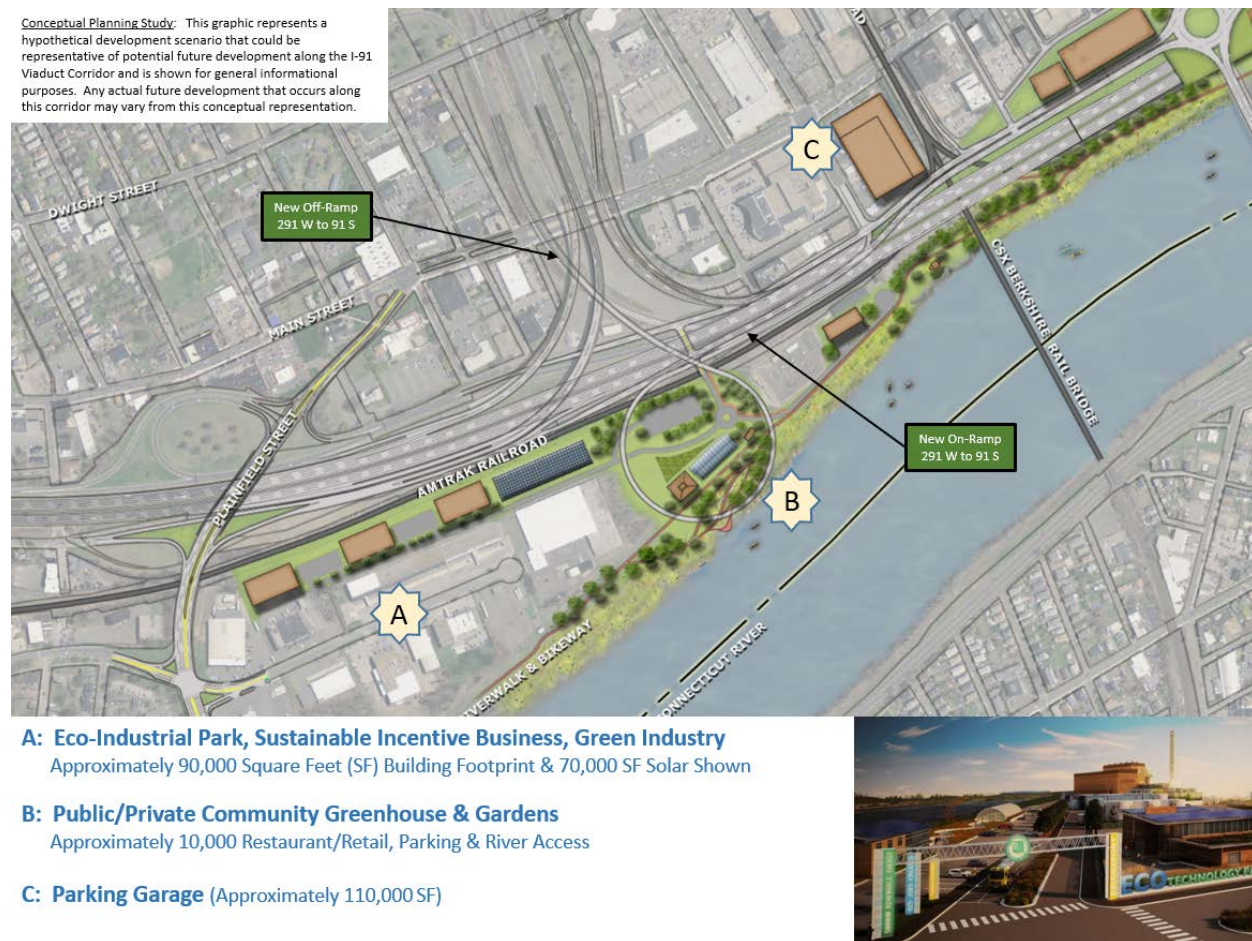 Conceptual Planning Study: This graphic represents a
hypothetical development scenario that could be
representative of potential future development along the I-91
Viaduct Corridor and is shown for general informational
purposes. Any actual future development that occurs along
this corridor may vary from this conceptual representation.
AD
C
DWIGHT STREET
New Off-Ramp
291 W to 91 S
MAIN STREET
CSX BERKSHIRE RAIL BRIDGE
PLAINFIELD STREET
AMTRAK RAILROAD
New On-Ramp
291 W to 91 S
B
A
RIVERWALK & BIKEWAY
CONNECTICUT RIVER
A: Eco-Industrial Park, Sustainable Incentive Business, Green Industry
Approximately 90,000 Square Feet (SF) Building Footprint & 70,000 SF Solar Shown
B: Public/Private Community Greenhouse & Gardens
Approximately 10,000 Restaurant/Retail, Parking & River Access
C: Parking Garage (Approximately 110,000 SF)
ECO TECHNOLOGY